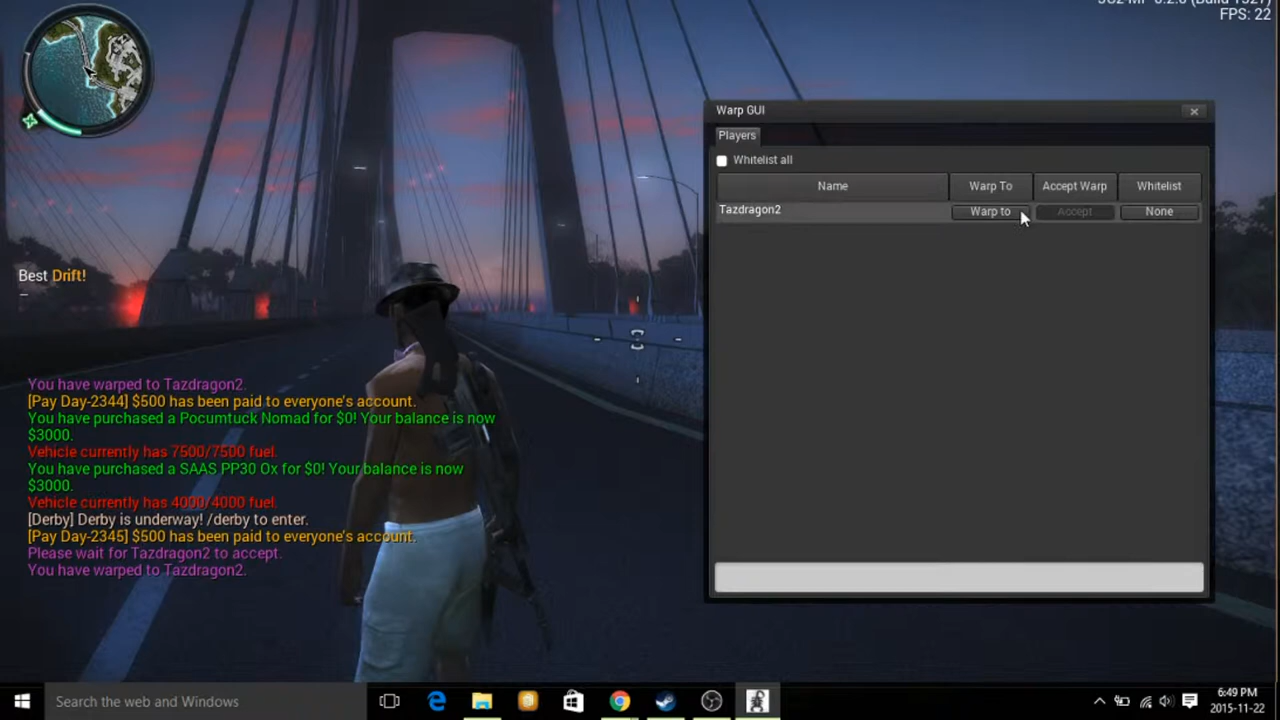 FPS: 22
Warp GUI
Players
Whitelist all
Name Warp To Accept Warp Whitelist
Tazdragon2 Warp to Accept None
Best Drift!
You have warped to Tazdragon2.
[Pay Day-2344] $500 has been paid to everyone's account.
You have purchased a Pocumtuck Nomad for $0! Your balance is now
$3000.
Vehicle currently has 7500/7500 fuel.
You have purchased a SAAS PP30 Ox for $0! Your balance is now
$3000.
Vehicle currently has 4000/4000 fuel.
[Derby] Derby is underway! /derby to enter.
[Pay Day-2345] $500 has been paid to everyone's account.
Please wait for Tazdragon2 to accept.
You have warped to Tazdragon2.
Search the web and Windows
6:49 PM
2015-11-22